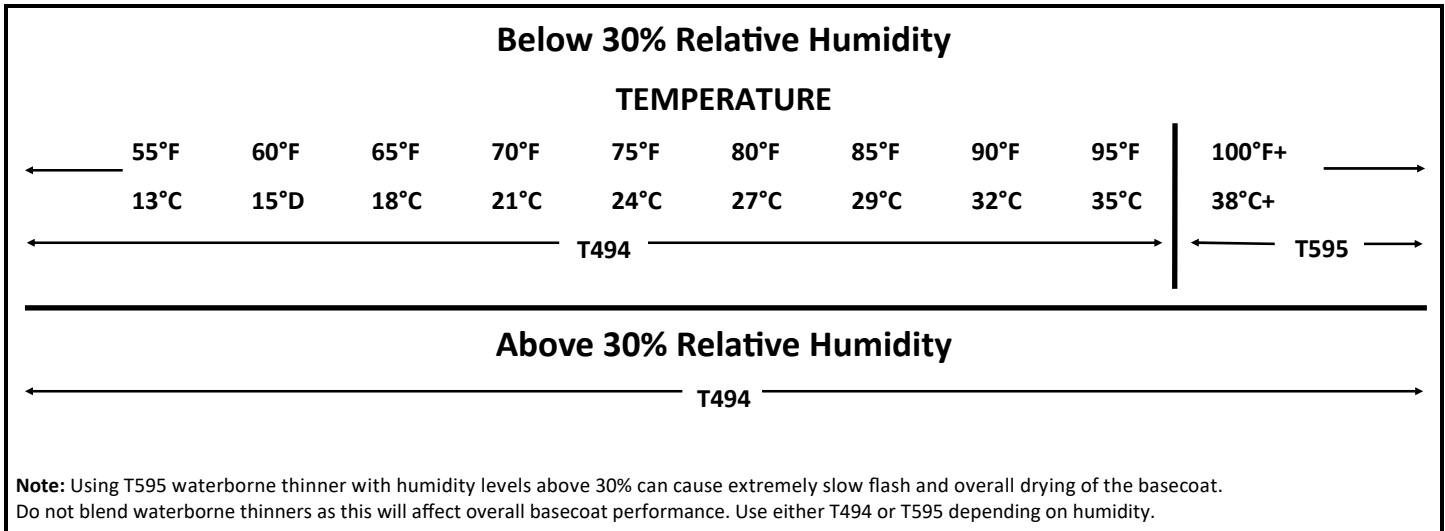 Below 30% Relative Humidity
TEMPERATURE
55°F 60°F 65°F 70°F 75°F 80°F 85°F 90°F 95°F 100°F+
13°C 15°D 18°C 21°C 24°C 27°C 29°C 32°C 35°C 38°C+
T494 T595
Above 30% Relative Humidity
T494
Note: Using T595 waterborne thinner with humidity levels above 30% can cause extremely slow flash and overall drying of the basecoat.
Do not blend waterborne thinners as this will affect overall basecoat performance. Use either T494 or T595 depending on humidity.